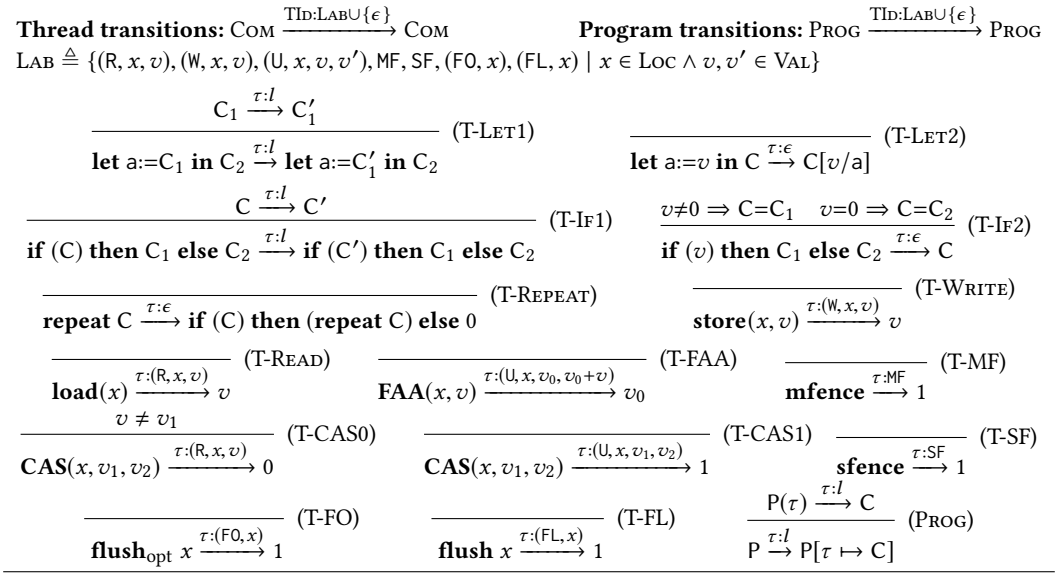 Thread transitions: Com —TId:Lab∪{ϵ}→ Com    Program transitions: Prog —TId:Lab∪{ϵ}→ Prog
Lab ≜ {(R, x, v), (W, x, v), (U, x, v, v′), MF, SF, (FO, x), (FL, x) | x ∈ Loc ∧ v, v′ ∈ Val}
C₁ —τ:l→ C₁′
let a:=C₁ in C₂ —τ:l→ let a:=C₁′ in C₂ (T-Let1)    let a:=v in C —τ:ϵ→ C[v/a] (T-Let2)
C —τ:l→ C′    v≠0 ⇒ C=C₁    v=0 ⇒ C=C₂
if (C) then C₁ else C₂ —τ:l→ if (C′) then C₁ else C₂ (T-If1)    if (v) then C₁ else C₂ —τ:ϵ→ C (T-If2)
repeat C —τ:ϵ→ if (C) then (repeat C) else 0 (T-Repeat)    store(x, v) —τ:(W, x, v)→ v (T-Write)
load(x) —τ:(R, x, v)→ v (T-Read)    FAA(x, v) —τ:(U, x, v₀, v₀+v)→ v₀ (T-FAA)    mfence —τ:MF→ 1 (T-MF)
v ≠ v₁
CAS(x, v₁, v₂) —τ:(R, x, v)→ 0 (T-CAS0)    CAS(x, v₁, v₂) —τ:(U, x, v₁, v₂)→ 1 (T-CAS1)    sfence —τ:SF→ 1 (T-SF)
P(τ) —τ:l→ C
flush_opt x —τ:(FO, x)→ 1 (T-FO)    flush x —τ:(FL, x)→ 1 (T-FL)    P —τ:l→ P[τ ↦ C] (Prog)